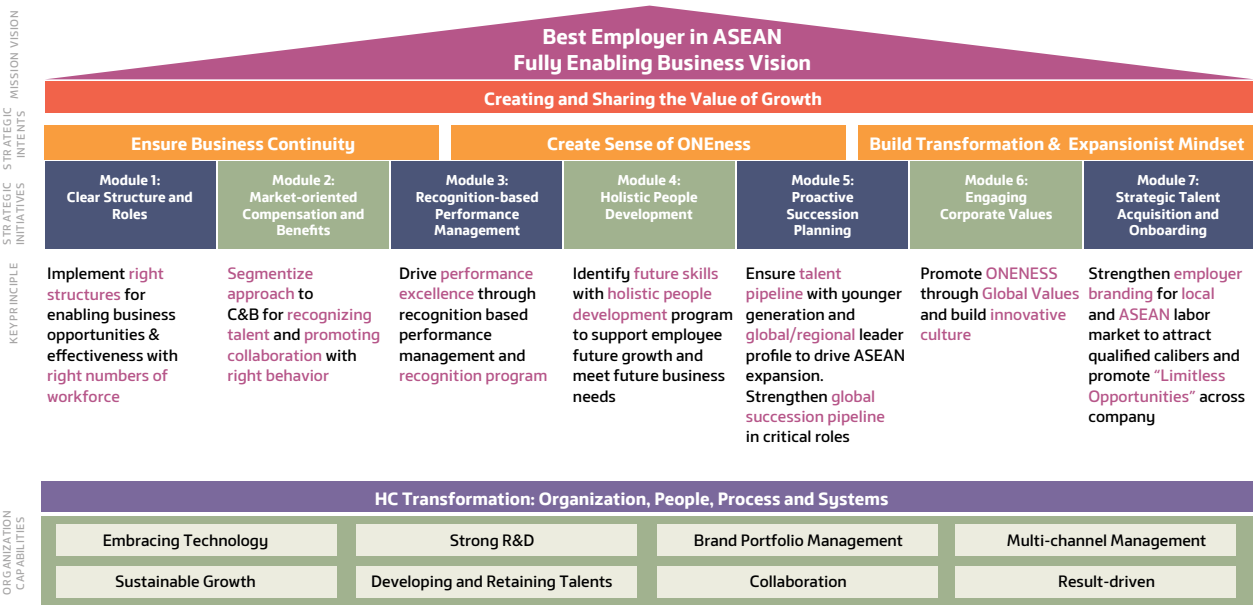 MISSION VISION
Best Employer in ASEAN
Fully Enabling Business Vision
Creating and Sharing the Value of Growth
STRATEGIC
INTENTS
Ensure Business Continuity
Create Sense of ONEness
Build Transformation & Expansionist Mindset
STRATEGIC
INITIATIVES
Module 1:
Clear Structure and
Roles
Module 2:
Market-oriented
Compensation and
Benefits
Module 3:
Recognition-based
Performance
Management
Module 4:
Holistic People
Development
Module 5:
Proactive
Succession
Planning
Module 6:
Engaging
Corporate Values
Module 7:
Strategic Talent
Acquisition and
Onboarding
KEYPRINCIPLE
Implement right
structures for
enabling business
opportunities &
effectiveness with
right numbers of
workforce
Segmentize
approach to
C&B for recognizing
talent and promoting
collaboration with
right behavior
Drive performance
excellence through
recognition based
performance
management and
recognition program
Identify future skills
with holistic people
development program
to support employee
future growth and
meet future business
needs
Ensure talent
pipeline with younger
generation and
global/regional leader
profile to drive ASEAN
expansion.
Strengthen global
succession pipeline
in critical roles
Promote ONENESS
through Global Values
and build innovative
culture
Strengthen employer
branding for local
and ASEAN labor
market to attract
qualified calibers and
promote “Limitless
Opportunities” across
company
HC Transformation: Organization, People, Process and Systems
ORGANIZATION
CAPABILITIES
Embracing Technology
Strong R&D
Brand Portfolio Management
Multi-channel Management
Sustainable Growth
Developing and Retaining Talents
Collaboration
Result-driven